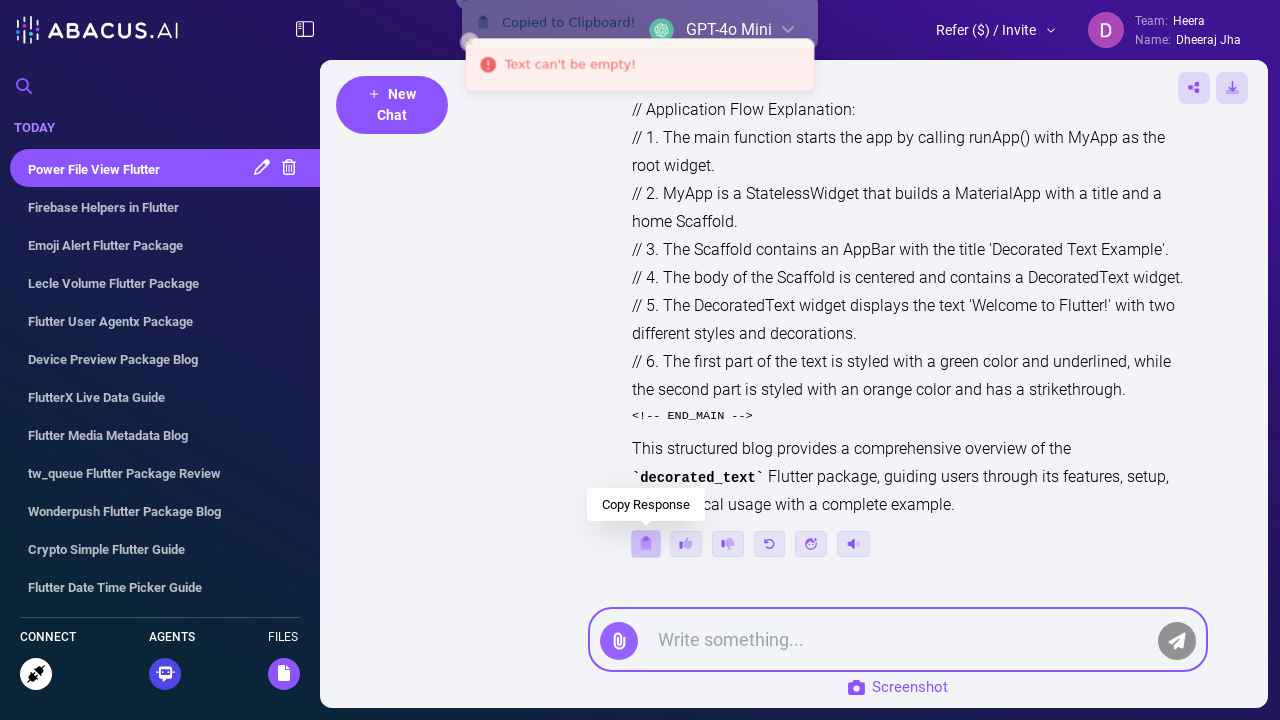 ABACUS.AI
TODAY
Power File View Flutter
Firebase Helpers in Flutter
Emoji Alert Flutter Package
Lecle Volume Flutter Package
Flutter User Agentx Package
Device Preview Package Blog
FlutterX Live Data Guide
Flutter Media Metadata Blog
tw_queue Flutter Package Review
Wonderpush Flutter Package Blog
Crypto Simple Flutter Guide
Flutter Date Time Picker Guide
CONNECT AGENTS FILES
Copied to Clipboard!
GPT-4o Mini
Text can't be empty!
Refer ($) / Invite
D
Team: Heera
Name: Dheeraj Jha
+ New
Chat
// Application Flow Explanation:
// 1. The main function starts the app by calling runApp() with MyApp as the
root widget.
// 2. MyApp is a StatelessWidget that builds a MaterialApp with a title and a
home Scaffold.
// 3. The Scaffold contains an AppBar with the title 'Decorated Text Example'.
// 4. The body of the Scaffold is centered and contains a DecoratedText widget.
// 5. The DecoratedText widget displays the text 'Welcome to Flutter!' with two
different styles and decorations.
// 6. The first part of the text is styled with a green color and underlined, while
the second part is styled with an orange color and has a strikethrough.
<!-- END_MAIN -->
This structured blog provides a comprehensive overview of the
`decorated_text` Flutter package, guiding users through its features, setup,
cal usage with a complete example.
Copy Response
Write something...
Screenshot